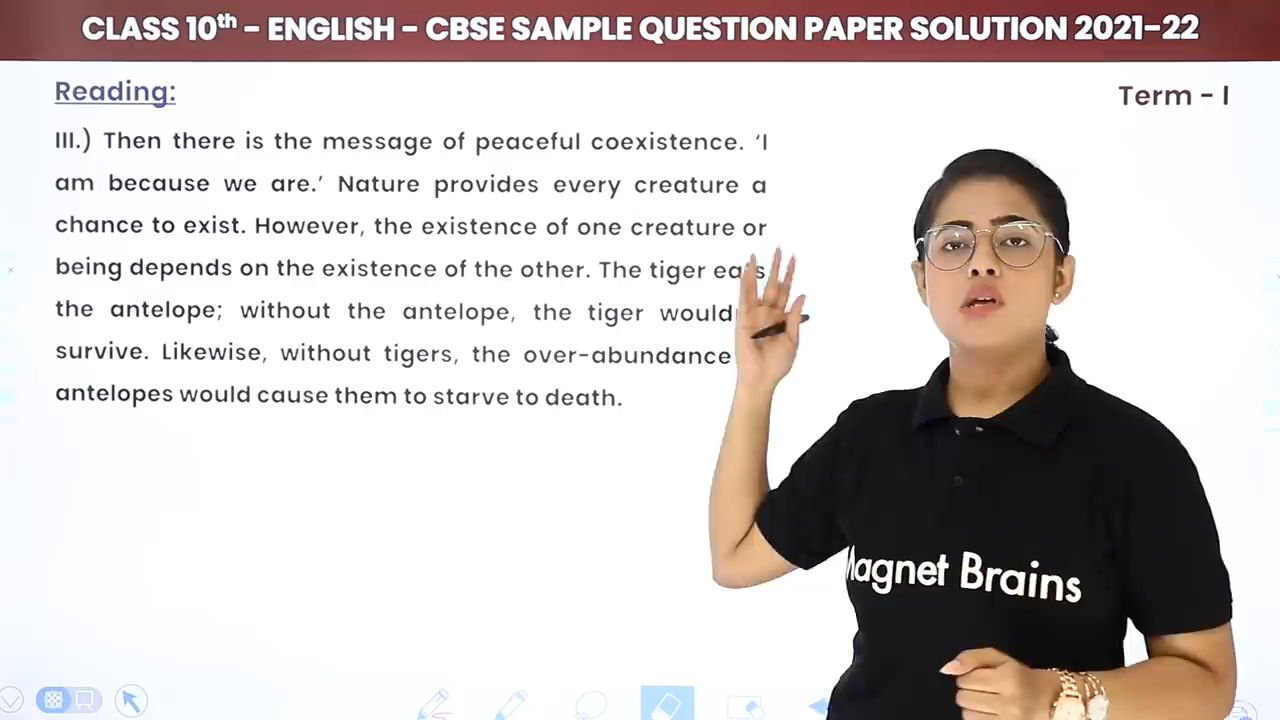 CLASS 10th - ENGLISH - CBSE SAMPLE QUESTION PAPER SOLUTION 2021-22
Reading:
Term - I
III.) Then there is the message of peaceful coexistence. ‘I
am because we are.’ Nature provides every creature a
chance to exist. However, the existence of one creature or
being depends on the existence of the other. The tiger eats
the antelope; without the antelope, the tiger would
survive. Likewise, without tigers, the over-abundance
antelopes would cause them to starve to death.
Magnet Brains